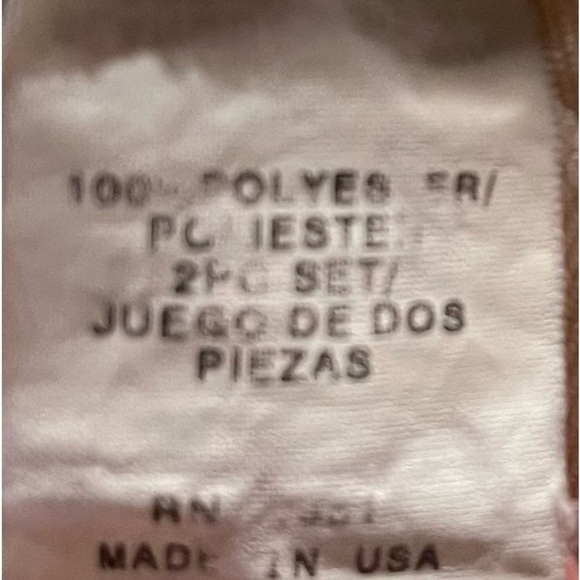 100% POLYESTER/
POLIESTER
2PC SET/
JUEGO DE DOS
PIEZAS
RN
MADE IN USA